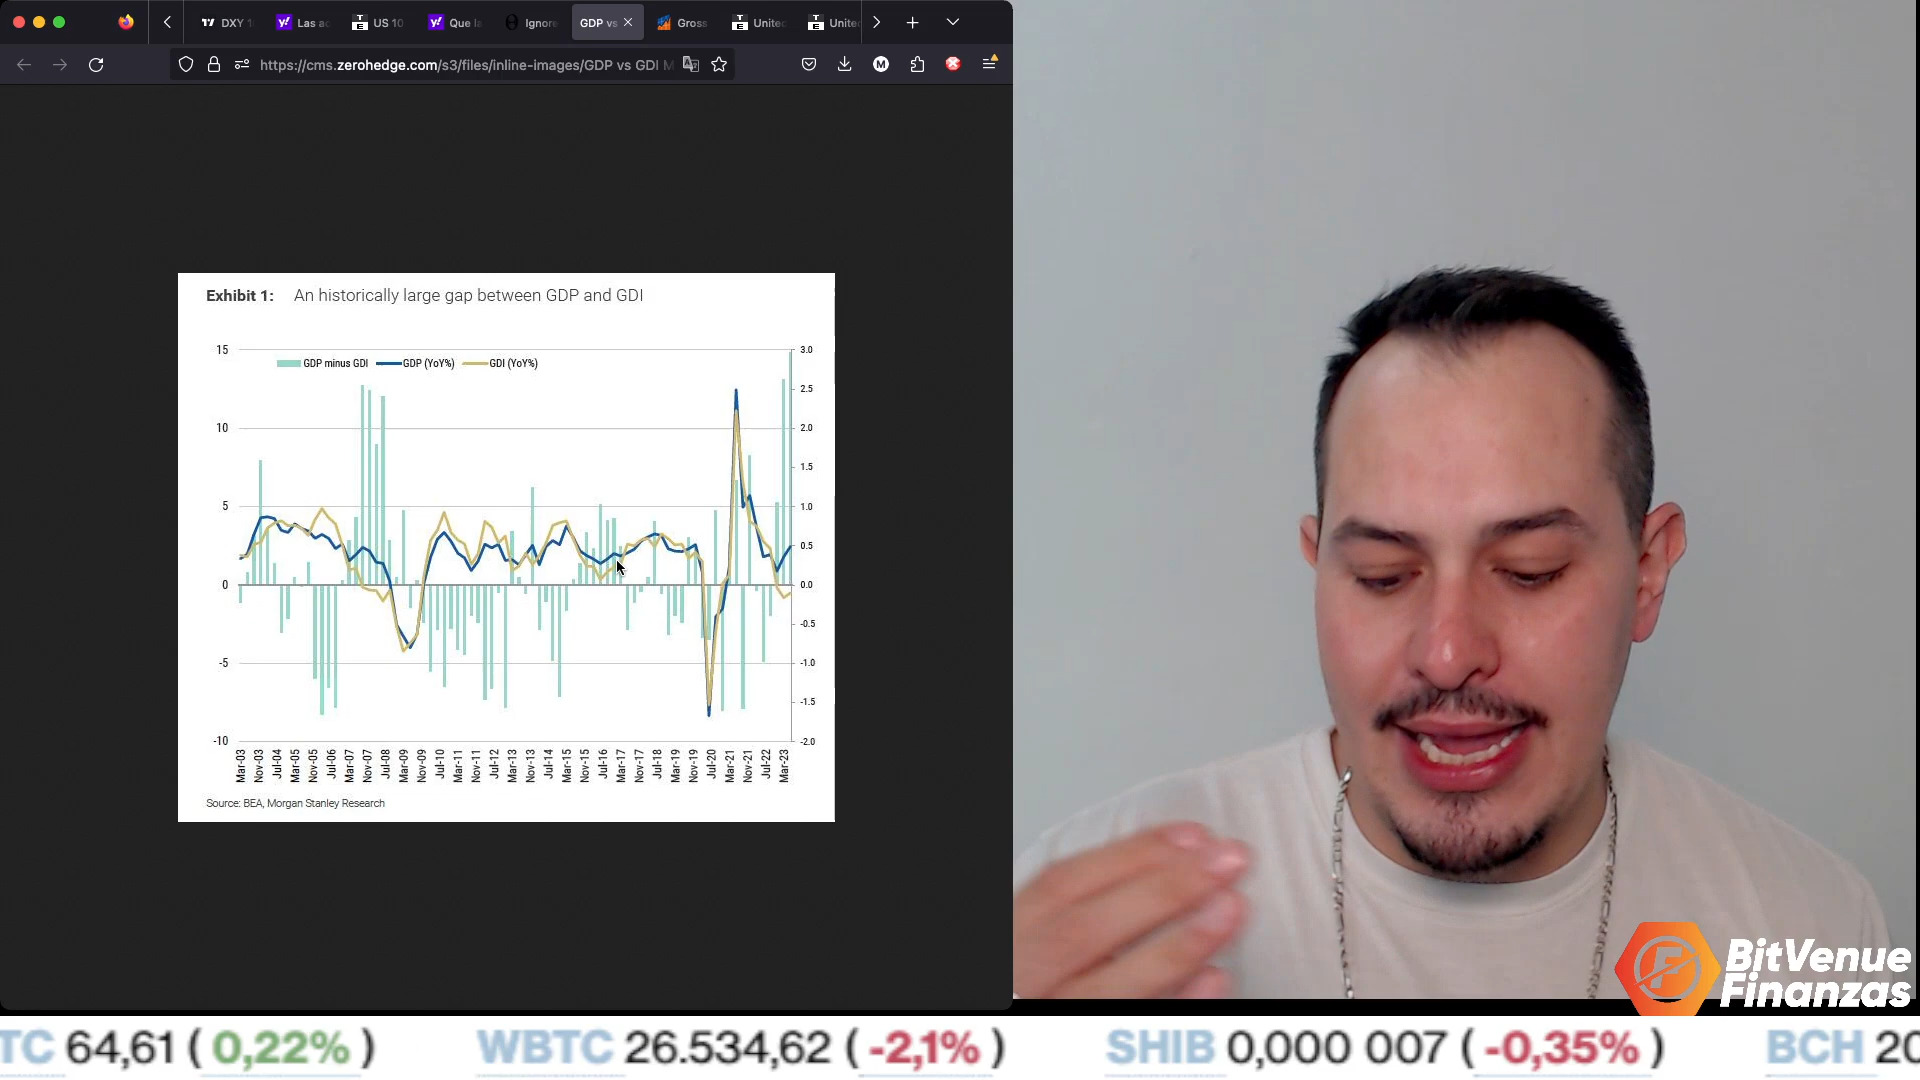 DXY 1
Las ac
US 10
Que la
Ignore
GDP vs
Gross
Unitec
Unitec
https://cms.zerohedge.com/s3/files/inline-images/GDP vs GDI M
Exhibit 1: An historically large gap between GDP and GDI
GDP minus GDI GDP (YoY%) GDI (YoY%)
15
10
5
0
-5
-10
3.0
2.5
2.0
1.5
1.0
0.5
0.0
-0.5
-1.0
-1.5
-2.0
Mar-03
Nov-03
Jul-04
Mar-05
Nov-05
Jul-06
Mar-07
Nov-07
Jul-08
Mar-09
Nov-09
Jul-10
Mar-11
Nov-11
Jul-12
Mar-13
Nov-13
Jul-14
Mar-15
Nov-15
Jul-16
Mar-17
Nov-17
Jul-18
Mar-19
Nov-19
Jul-20
Mar-21
Nov-21
Jul-22
Mar-23
Source: BEA, Morgan Stanley Research
BitVenue
Finanzas
TC 64,61 ( 0,22% ) WBTC 26.534,62 ( -2,1% ) SHIB 0,000 007 ( -0,35% ) BCH 20